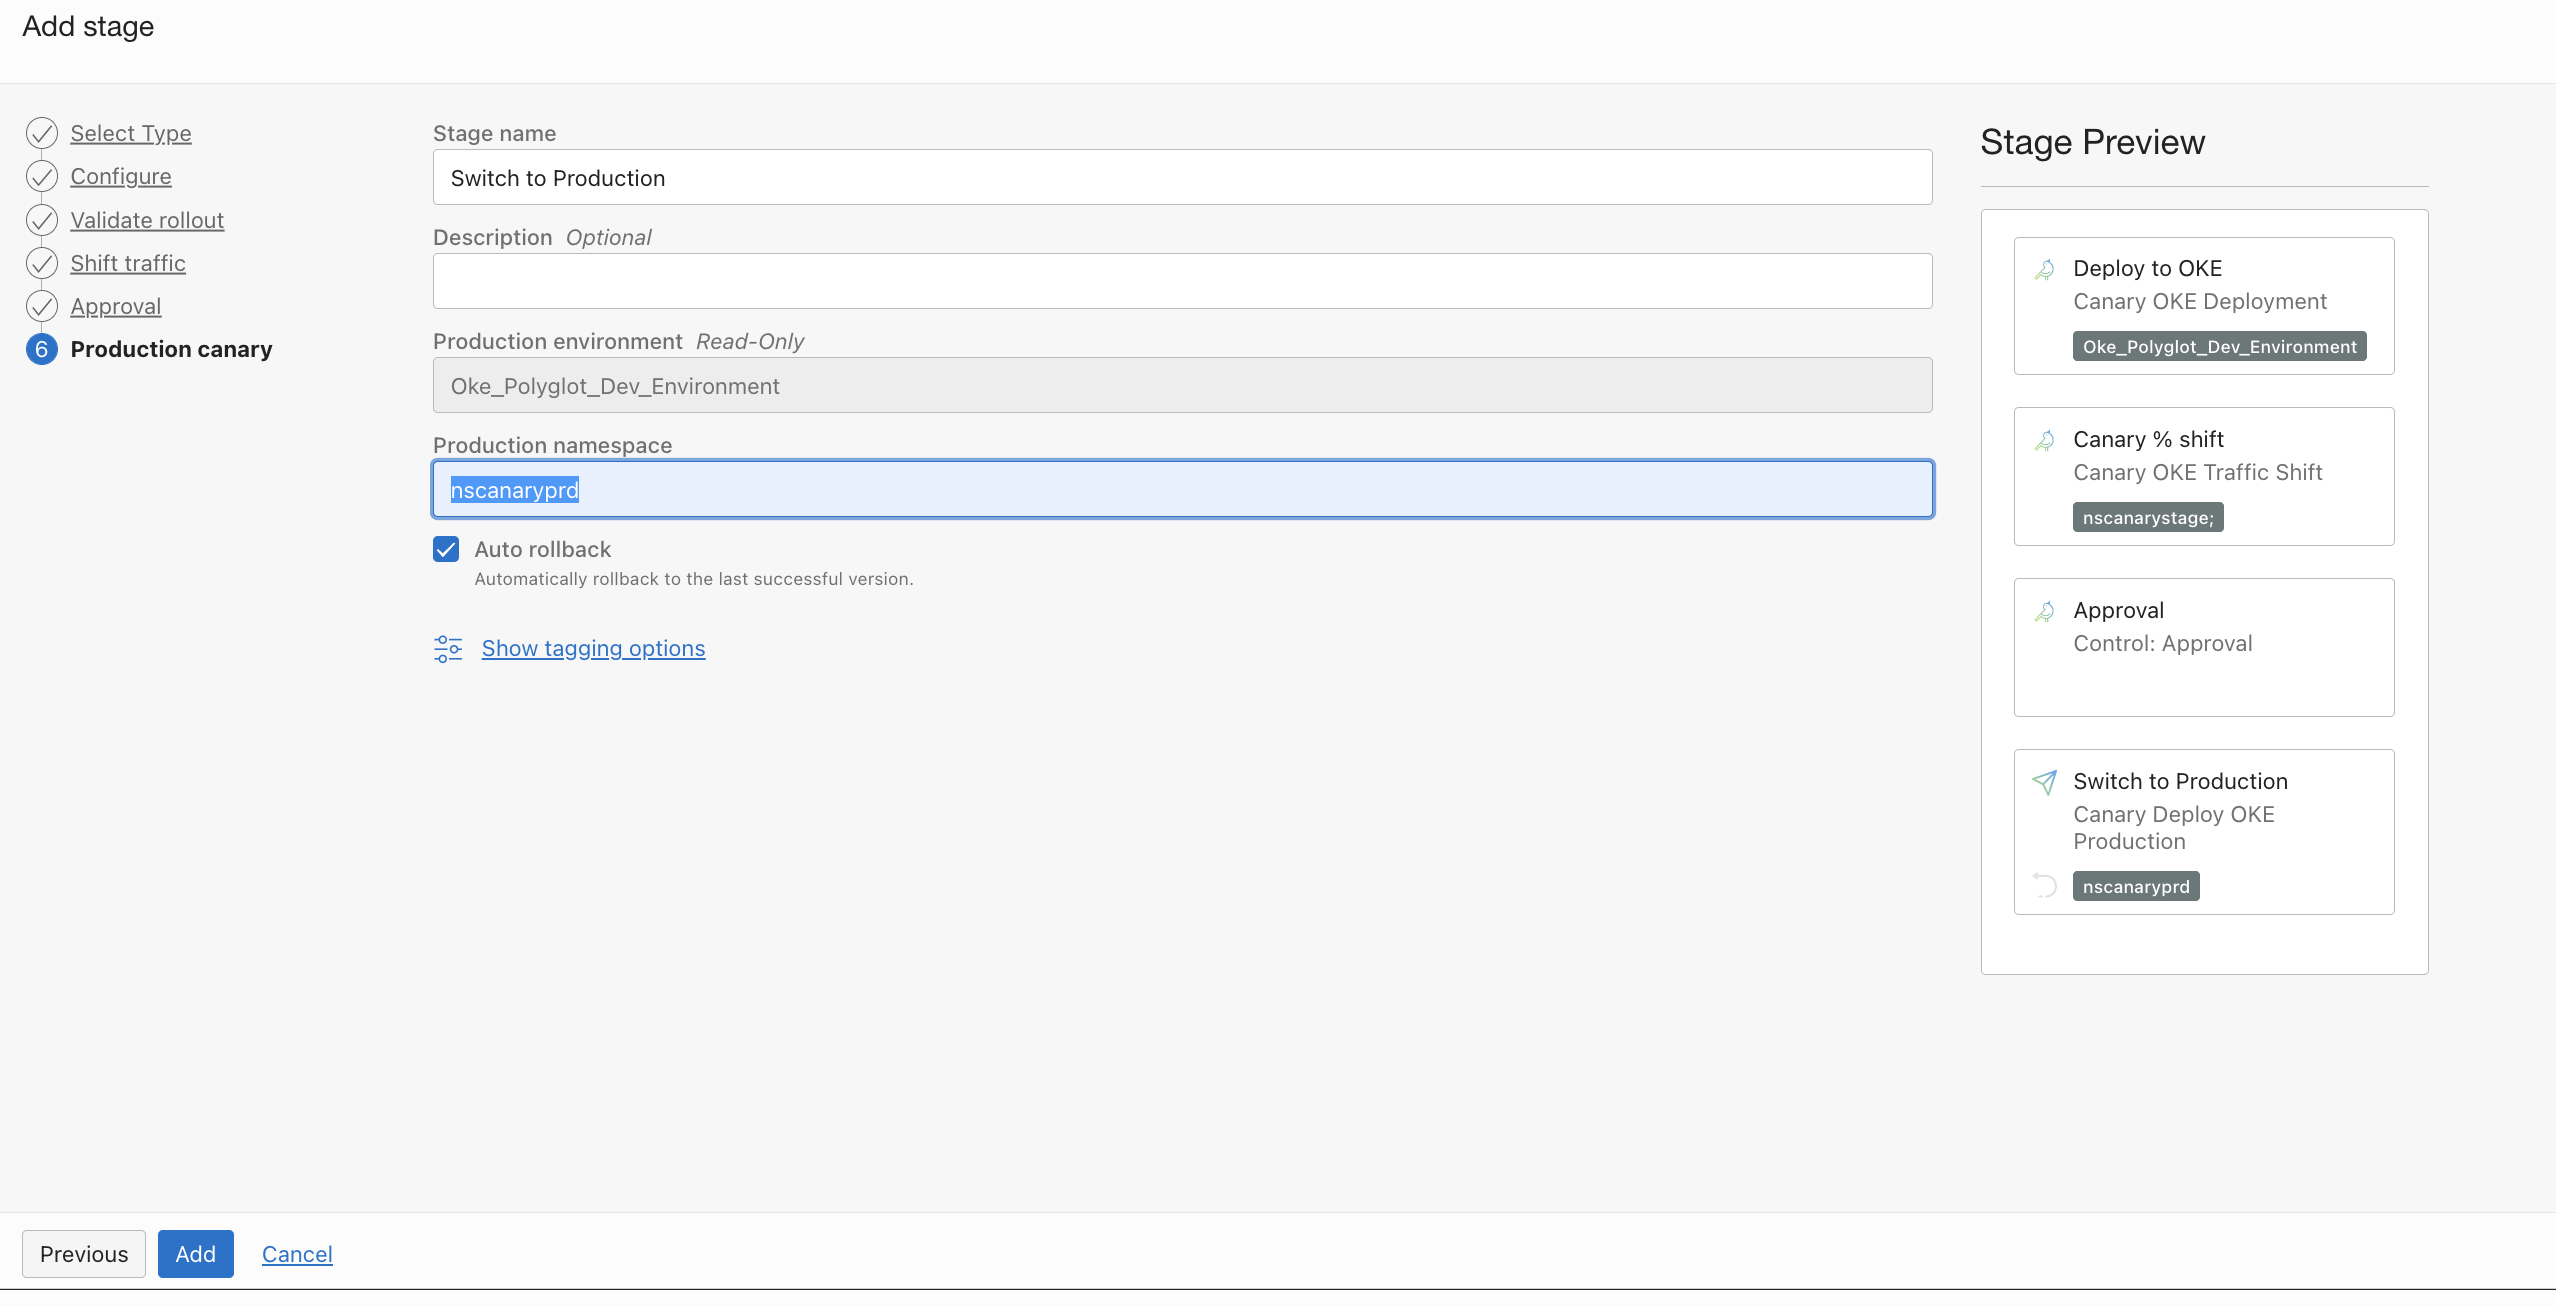 Add stage
Select Type
Configure
Validate rollout
Shift traffic
Approval
6 Production canary
Stage name
Switch to Production
Description Optional
Production environment Read-Only
Oke_Polyglot_Dev_Environment
Production namespace
nscanaryprd
Auto rollback
Automatically rollback to the last successful version.
Show tagging options
Stage Preview
Deploy to OKE
Canary OKE Deployment
Oke_Polyglot_Dev_Environment
Canary % shift
Canary OKE Traffic Shift
nscanarystage;
Approval
Control: Approval
Switch to Production
Canary Deploy OKE
Production
nscanaryprd
Previous
Add
Cancel